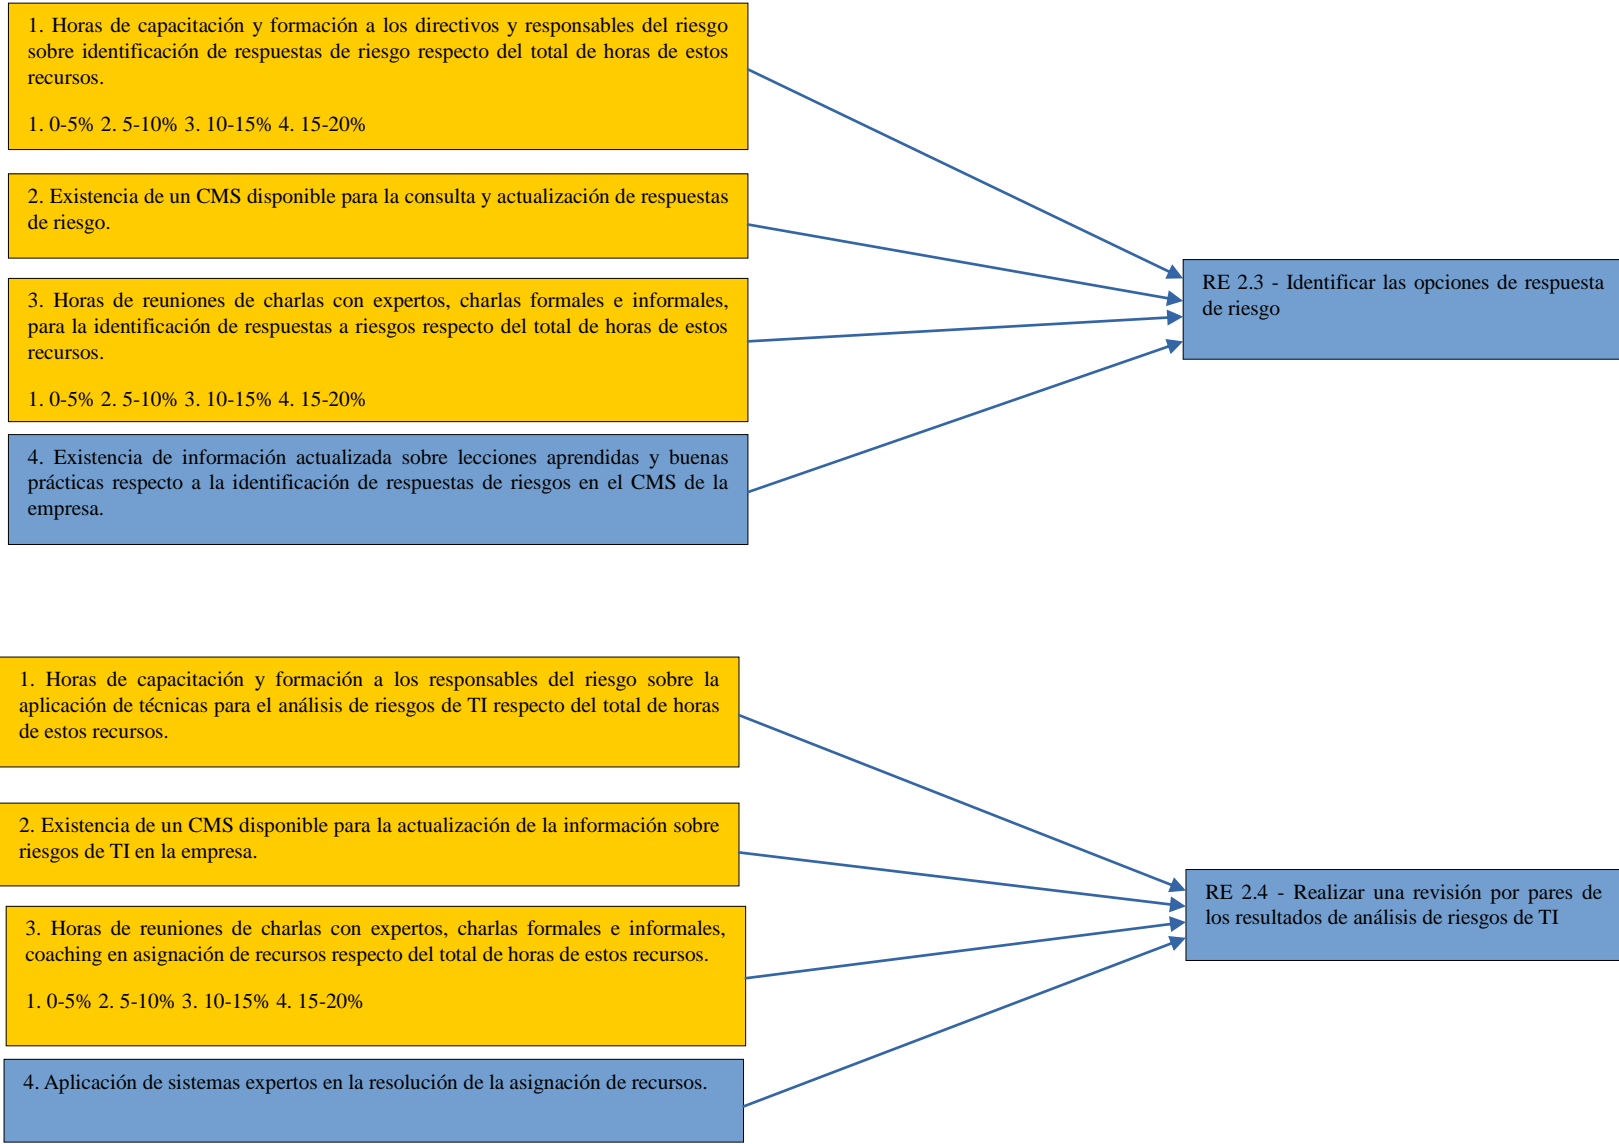 1. Horas de capacitación y formación a los directivos y responsables del riesgo
sobre identificación de respuestas de riesgo respecto del total de horas de estos
recursos.
1. 0-5% 2. 5-10% 3. 10-15% 4. 15-20%
2. Existencia de un CMS disponible para la consulta y actualización de respuestas
de riesgo.
3. Horas de reuniones de charlas con expertos, charlas formales e informales,
para la identificación de respuestas a riesgos respecto del total de horas de estos
recursos.
1. 0-5% 2. 5-10% 3. 10-15% 4. 15-20%
4. Existencia de información actualizada sobre lecciones aprendidas y buenas
prácticas respecto a la identificación de respuestas de riesgos en el CMS de la
empresa.
RE 2.3 - Identificar las opciones de respuesta
de riesgo
1. Horas de capacitación y formación a los responsables del riesgo sobre la
aplicación de técnicas para el análisis de riesgos de TI respecto del total de horas
de estos recursos.
2. Existencia de un CMS disponible para la actualización de la información sobre
riesgos de TI en la empresa.
3. Horas de reuniones de charlas con expertos, charlas formales e informales,
coaching en asignación de recursos respecto del total de horas de estos recursos.
1. 0-5% 2. 5-10% 3. 10-15% 4. 15-20%
4. Aplicación de sistemas expertos en la resolución de la asignación de recursos.
RE 2.4 - Realizar una revisión por pares de
los resultados de análisis de riesgos de TI